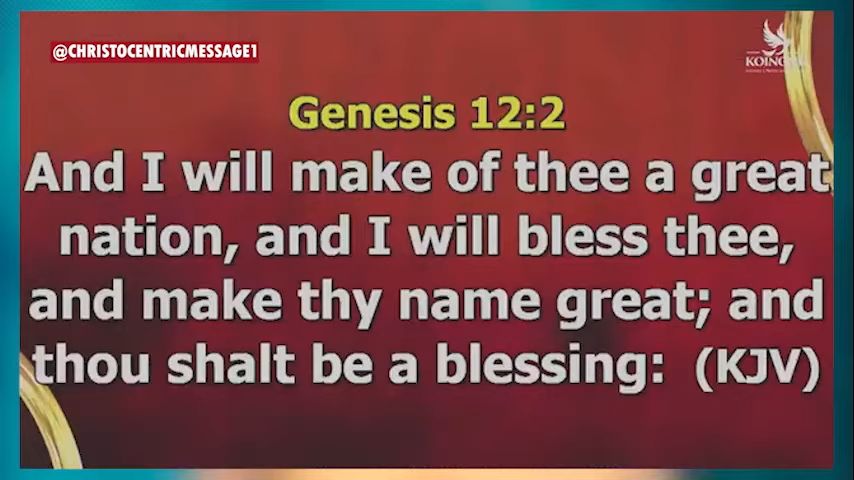 @CHRISTOCENTRICMESSAGE1
Genesis 12:2
And I will make of thee a great
nation, and I will bless thee,
and make thy name great; and
thou shalt be a blessing: (KJV)